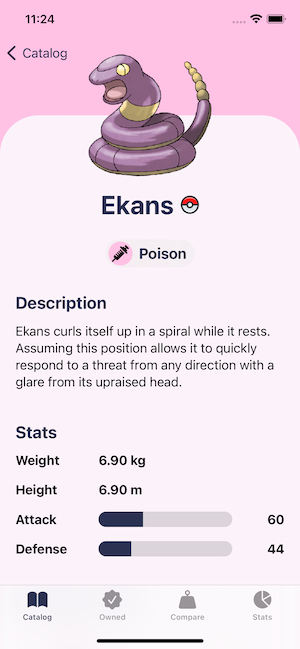 11:24
Catalog
Ekans
Poison
Description
Ekans curls itself up in a spiral while it rests.
Assuming this position allows it to quickly
respond to a threat from any direction with a
glare from its upraised head.
Stats
Weight 6.90 kg
Height 6.90 m
Attack 60
Defense 44
Catalog Owned Compare Stats